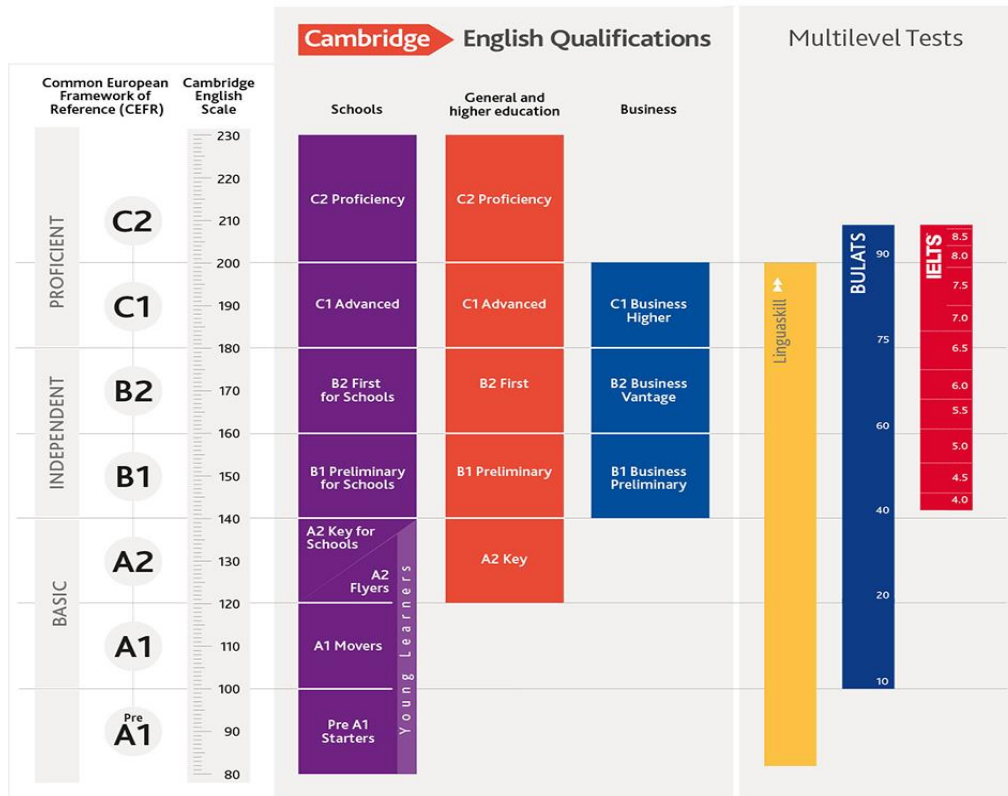 Cambridge English Qualifications
Multilevel Tests
Common European
Framework of
Reference (CEFR)
Cambridge
English
Scale
Schools
General and
higher education
Business
PROFICIENT
C2
C1
INDEPENDENT
B2
B1
BASIC
A2
A1
Pre
A1
230
220
210
200
190
180
170
160
150
140
130
120
110
100
90
80
C2 Proficiency
C1 Advanced
B2 First
for Schools
B1 Preliminary
for Schools
A2 Key for
Schools
A2
Flyers
A1 Movers
Pre A1
Starters
Young Learners
C2 Proficiency
C1 Advanced
B2 First
B1 Preliminary
A2 Key
C1 Business
Higher
B2 Business
Vantage
B1 Business
Preliminary
Linguaskill
BULATS
90
75
60
40
20
10
IELTS
8.5
8.0
7.5
7.0
6.5
6.0
5.5
5.0
4.5
4.0